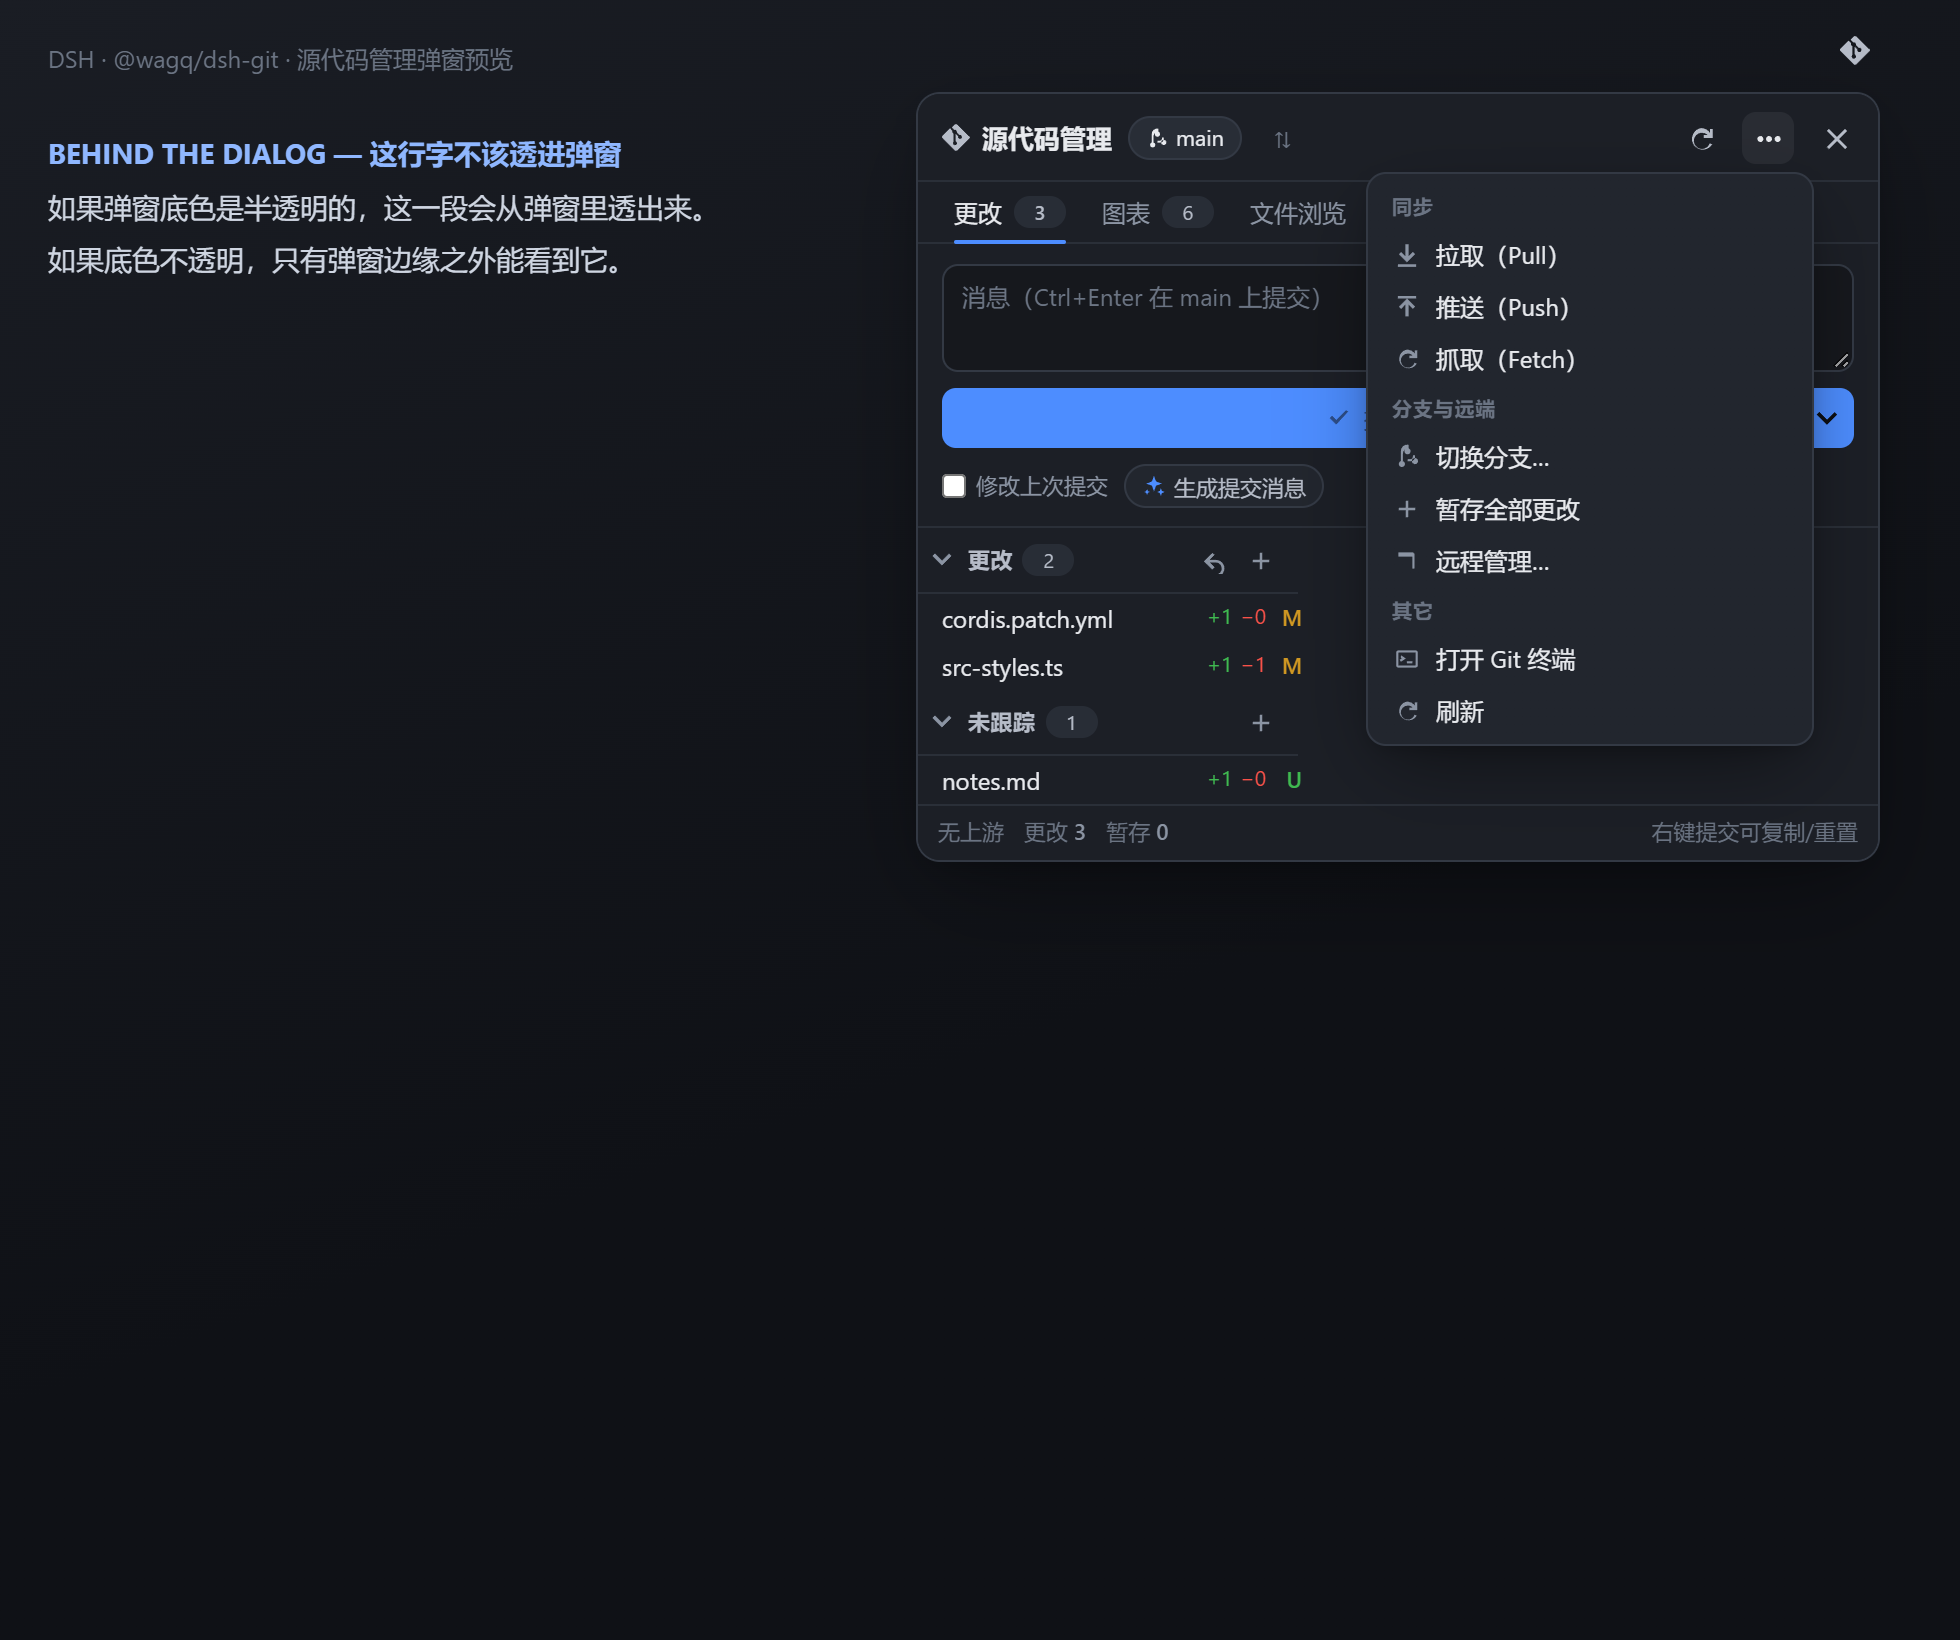 DSH · @wagq/dsh-git · 源代码管理弹窗预览
BEHIND THE DIALOG — 这行字不该透进弹窗
如果弹窗底色是半透明的，这一段会从弹窗里透出来。
如果底色不透明，只有弹窗边缘之外能看到它。
源代码管理 main
更改 3 图表 6 文件浏览
消息（Ctrl+Enter 在 main 上提交）
修改上次提交 生成提交消息
更改 2
cordis.patch.yml +1 −0 M
src-styles.ts +1 −1 M
未跟踪 1
notes.md +1 −0 U
无上游 更改 3 暂存 0 右键提交可复制/重置
同步
拉取（Pull）
推送（Push）
抓取（Fetch）
分支与远端
切换分支...
暂存全部更改
远程管理...
其它
打开 Git 终端
刷新